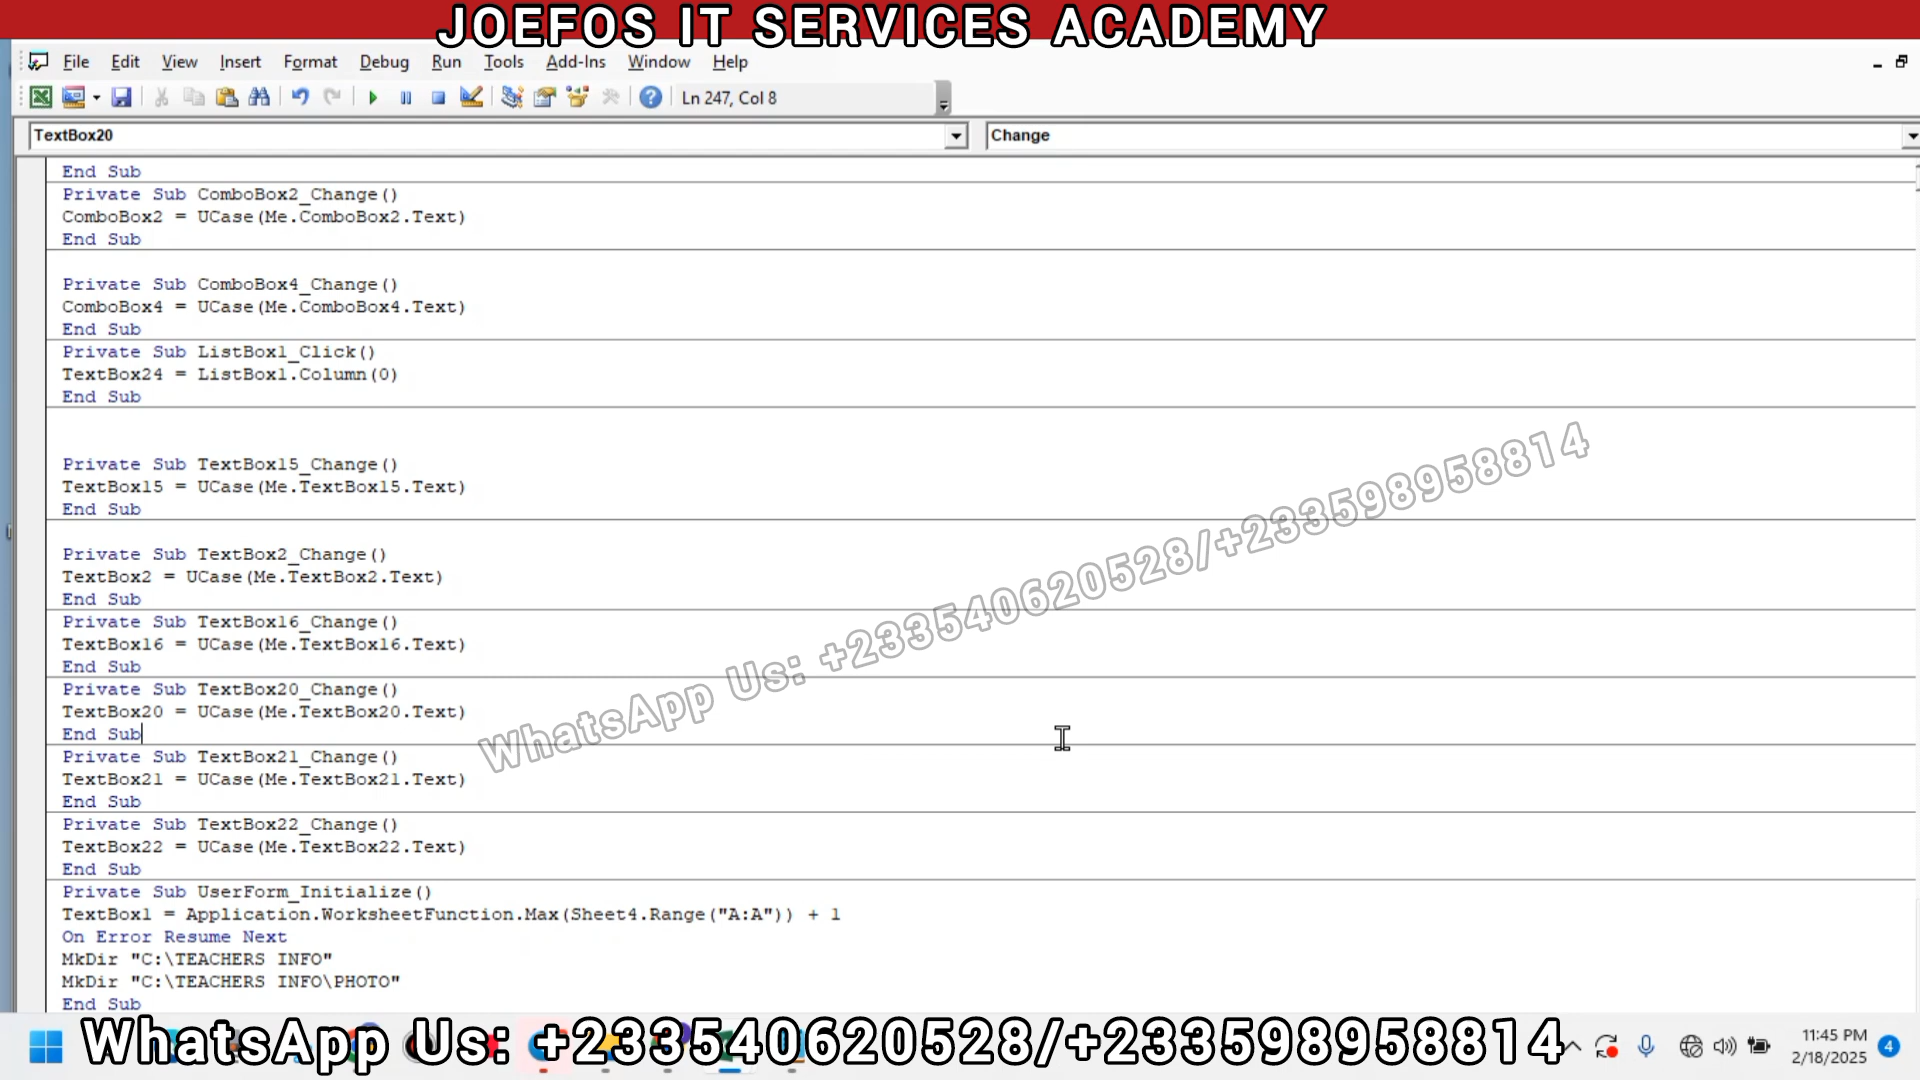 JOEFOS IT SERVICES ACADEMY
File Edit View Insert Format Debug Run Tools Add-Ins Window Help
Ln 247, Col 8
TextBox20 Change
End Sub
Private Sub ComboBox2_Change()
ComboBox2 = UCase(Me.ComboBox2.Text)
End Sub
Private Sub ComboBox4_Change()
ComboBox4 = UCase(Me.ComboBox4.Text)
End Sub
Private Sub ListBox1_Click()
TextBox24 = ListBox1.Column(0)
End Sub
Private Sub TextBox15_Change()
TextBox15 = UCase(Me.TextBox15.Text)
End Sub
Private Sub TextBox2_Change()
TextBox2 = UCase(Me.TextBox2.Text)
End Sub
Private Sub TextBox16_Change()
TextBox16 = UCase(Me.TextBox16.Text)
End Sub
Private Sub TextBox20_Change()
TextBox20 = UCase(Me.TextBox20.Text)
End Sub
Private Sub TextBox21_Change()
TextBox21 = UCase(Me.TextBox21.Text)
End Sub
Private Sub TextBox22_Change()
TextBox22 = UCase(Me.TextBox22.Text)
End Sub
Private Sub UserForm_Initialize()
TextBox1 = Application.WorksheetFunction.Max(Sheet4.Range("A:A")) + 1
On Error Resume Next
MkDir "C:\TEACHERS INFO"
MkDir "C:\TEACHERS INFO\PHOTO"
End Sub
WhatsApp Us: +233540620528/+233598958814
WhatsApp Us: +233540620528/+233598958814
11:45 PM
2/18/2025
4